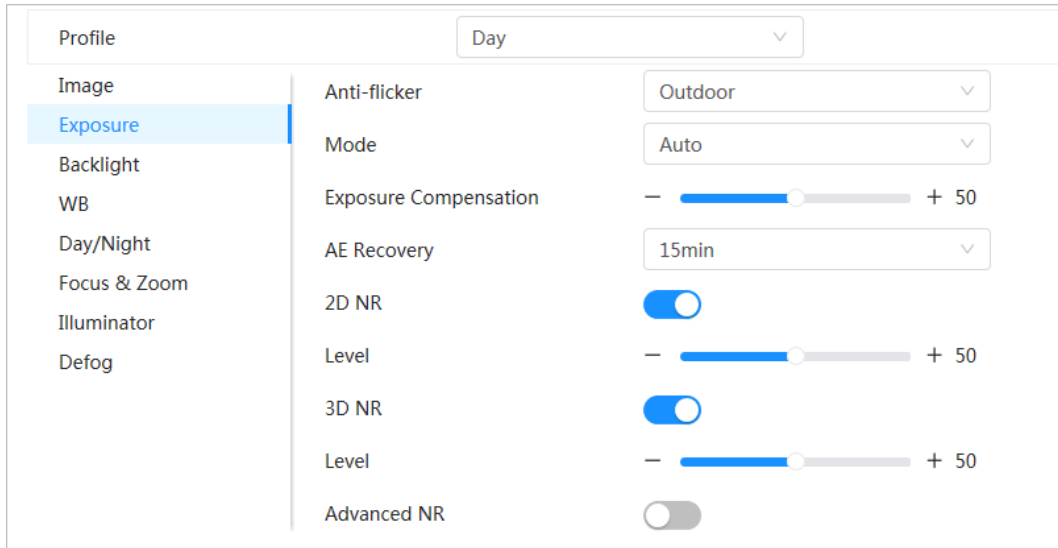 Profile Day
Image
Exposure
Backlight
WB
Day/Night
Focus & Zoom
Illuminator
Defog
Anti-flicker Outdoor
Mode Auto
Exposure Compensation − + 50
AE Recovery 15min
2D NR
Level − + 50
3D NR
Level − + 50
Advanced NR